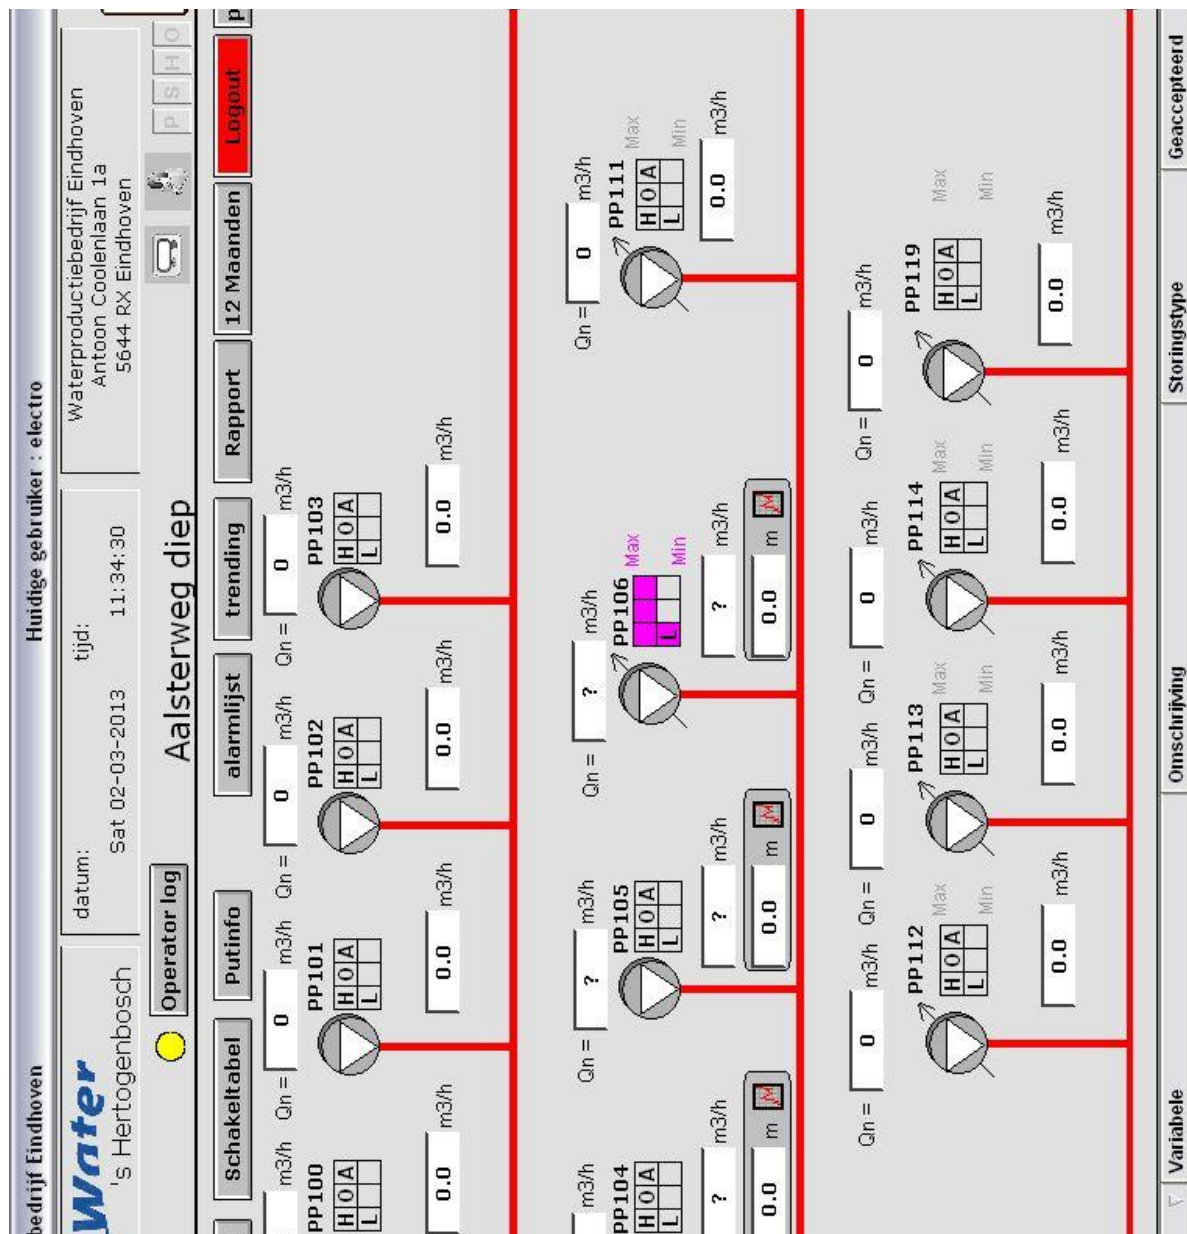 bedrijf Eindhoven
Huidige gebruiker : electro
Water
's Hertogenbosch
datum:
tijd:
Sat 02-03-2013
11:34:30
Waterproductiebedrijf Eindhoven
Antoon Coolenlaan 1a
5644 RX Eindhoven
Operator log
Aalsterweg diep
P S H O
Schakeltabel
Putinfo
alarmlijst
trending
Rapport
12 Maanden
Logout
m3/h
Qn = 0 m3/h
Qn = 0 m3/h
Qn = 0 m3/h
PP100
PP101
PP102
PP103
H O A
L
H O A
L
H O A
L
H O A
L
0.0 m3/h
0.0 m3/h
0.0 m3/h
0.0 m3/h
m3/h
Qn = ? m3/h
Qn = ? m3/h
Qn = 0 m3/h
PP104
PP105
PP106
PP111
H O A
L
H O A
L
L
Max
Min
H O A
L
Max
Min
? m3/h
? m3/h
? m3/h
0.0 m3/h
0.0 m
0.0 m
0.0 m
Qn = 0 m3/h
Qn = 0 m3/h
Qn = 0 m3/h
Qn = 0 m3/h
PP112
PP113
PP114
PP119
H O A
L
Max
Min
H O A
L
Max
Min
H O A
L
Max
Min
H O A
L
Max
Min
0.0 m3/h
0.0 m3/h
0.0 m3/h
0.0 m3/h
Variabele
Omschrijving
Storingstype
Geaccepteerd